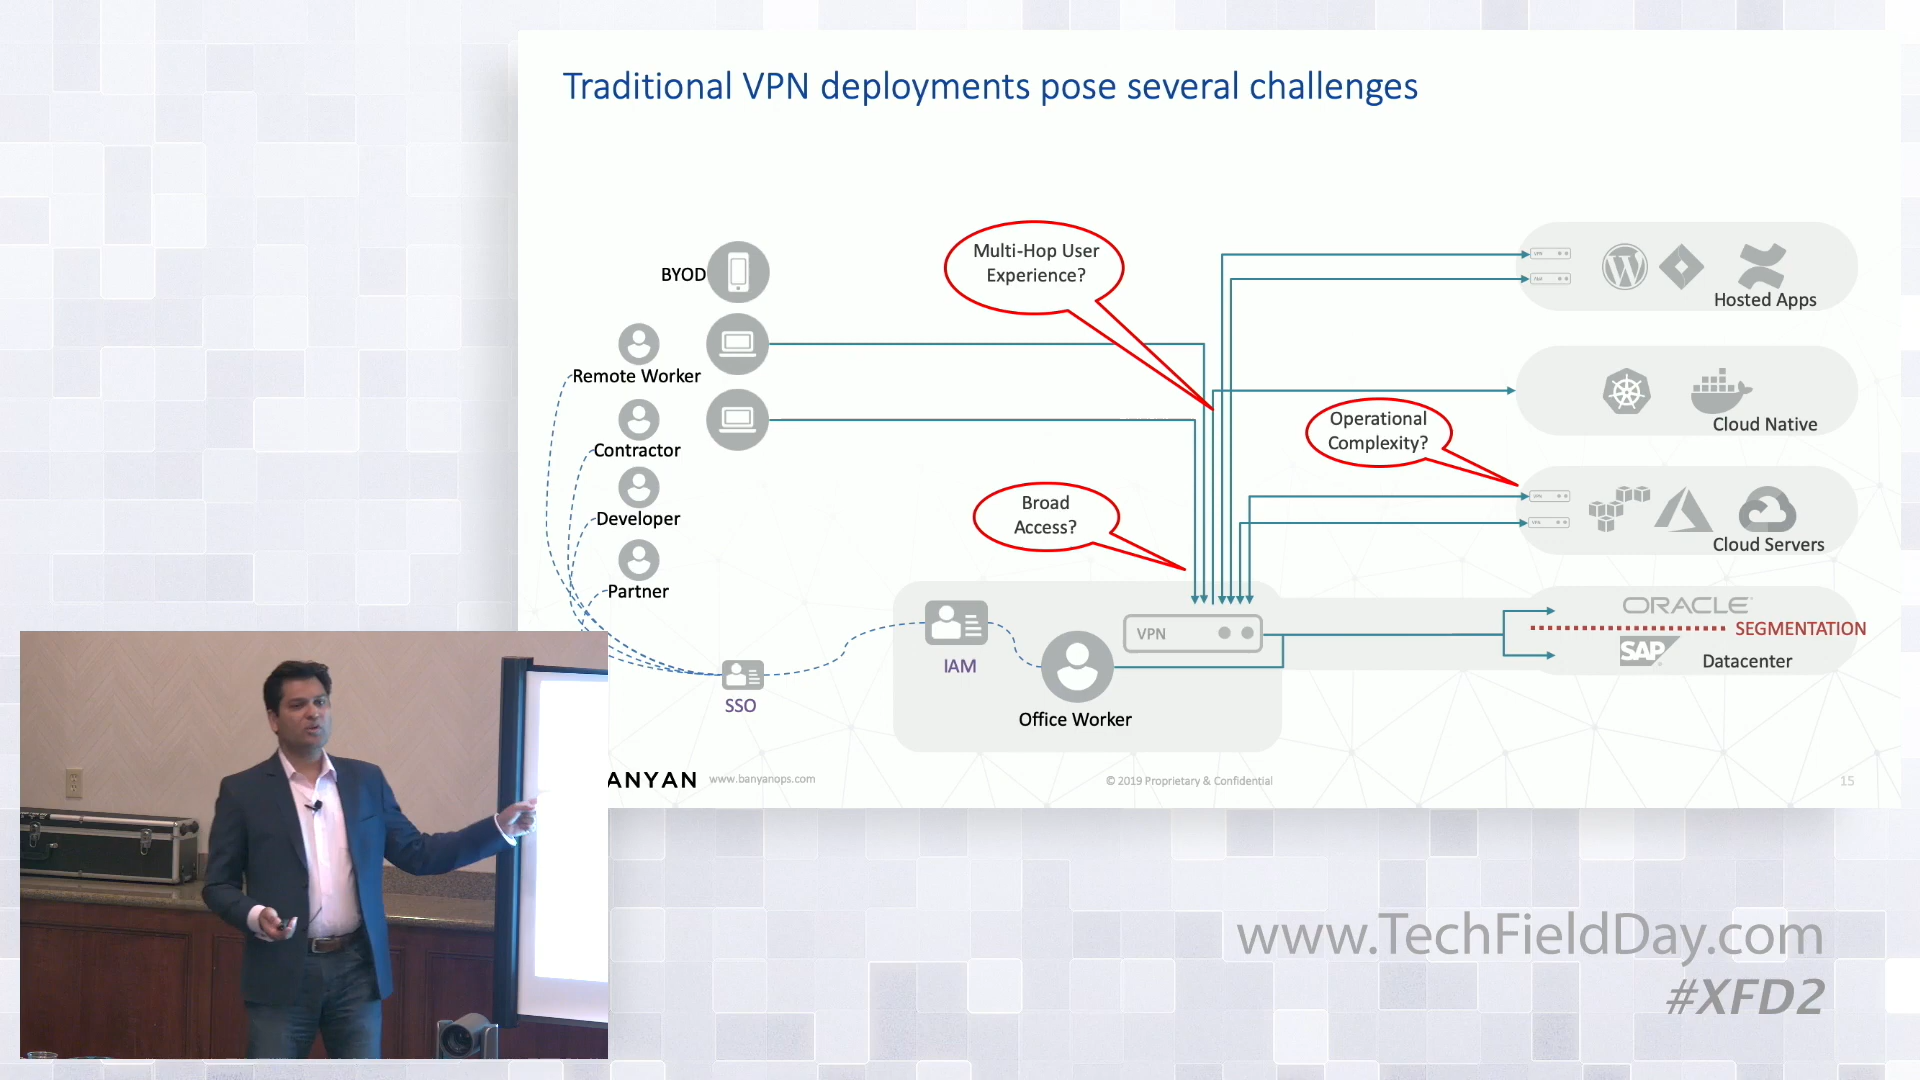 Traditional VPN deployments pose several challenges
Multi-Hop User
Experience?
BYOD
Hosted Apps
Remote Worker
Operational
Complexity?
Cloud Native
Contractor
Broad
Access?
Developer
Cloud Servers
Partner
ORACLE
SEGMENTATION
SAP
Datacenter
VPN
IAM
SSO
Office Worker
ANYAN
www.banyanops.com
© 2019 Proprietary & Confidential
15
www.TechFieldDay.com
#XFD2